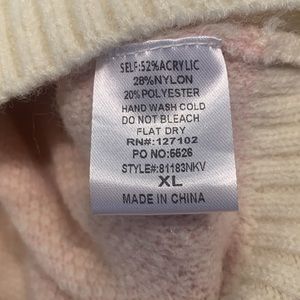 SELF:52%ACRYLIC
28%NYLON
20%POLYESTER
HAND WASH COLD
DO NOT BLEACH
FLAT DRY
RN#:127102
PO NO:5526
STYLE#:81183NKV
XL
MADE IN CHINA